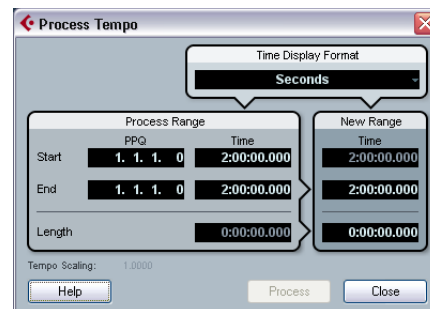 Process Tempo
Time Display Format
Seconds
Process Range New Range
PPQ Time Time
Start 1. 1. 1. 0 2:00:00.000 2:00:00.000
End 1. 1. 1. 0 2:00:00.000 2:00:00.000
Length 0:00:00.000 0:00:00.000
Tempo Scaling: 1.0000
Help Process Close